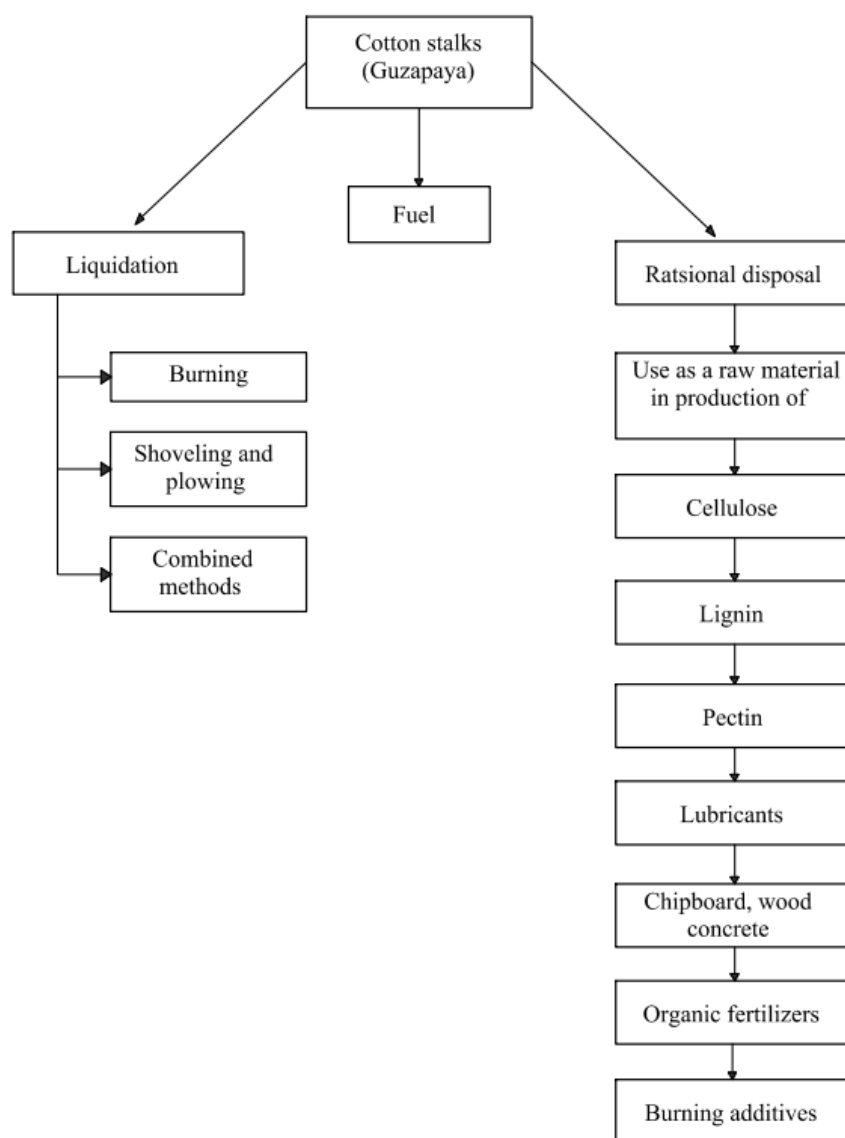 Cotton stalks
(Guzapaya)
Fuel
Liquidation
Burning
Shoveling and
plowing
Combined
methods
Ratsional disposal
Use as a raw material
in production of
Cellulose
Lignin
Pectin
Lubricants
Chipboard, wood
concrete
Organic fertilizers
Burning additives